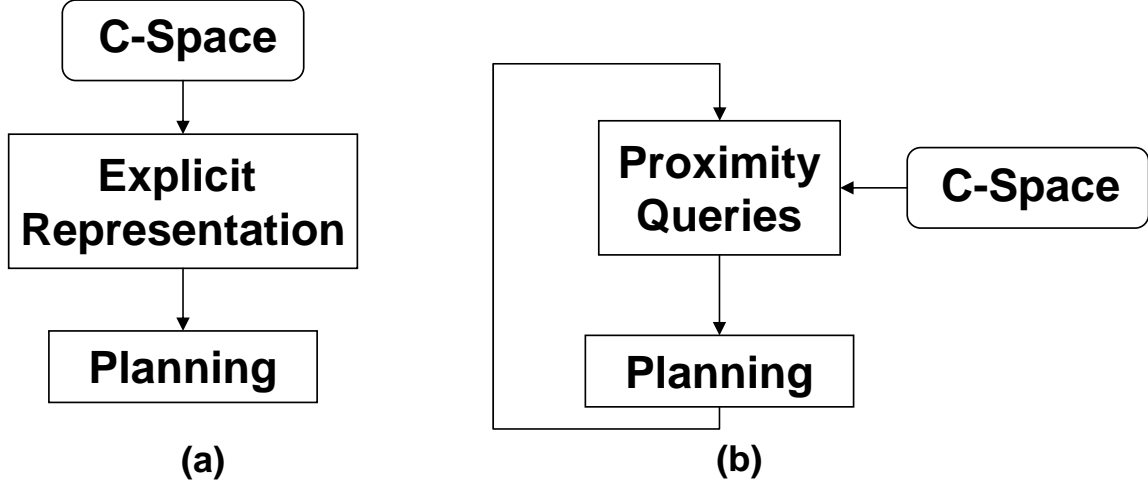 C-Space
Explicit
Representation
Planning
(a)
Proximity
Queries
C-Space
Planning
(b)